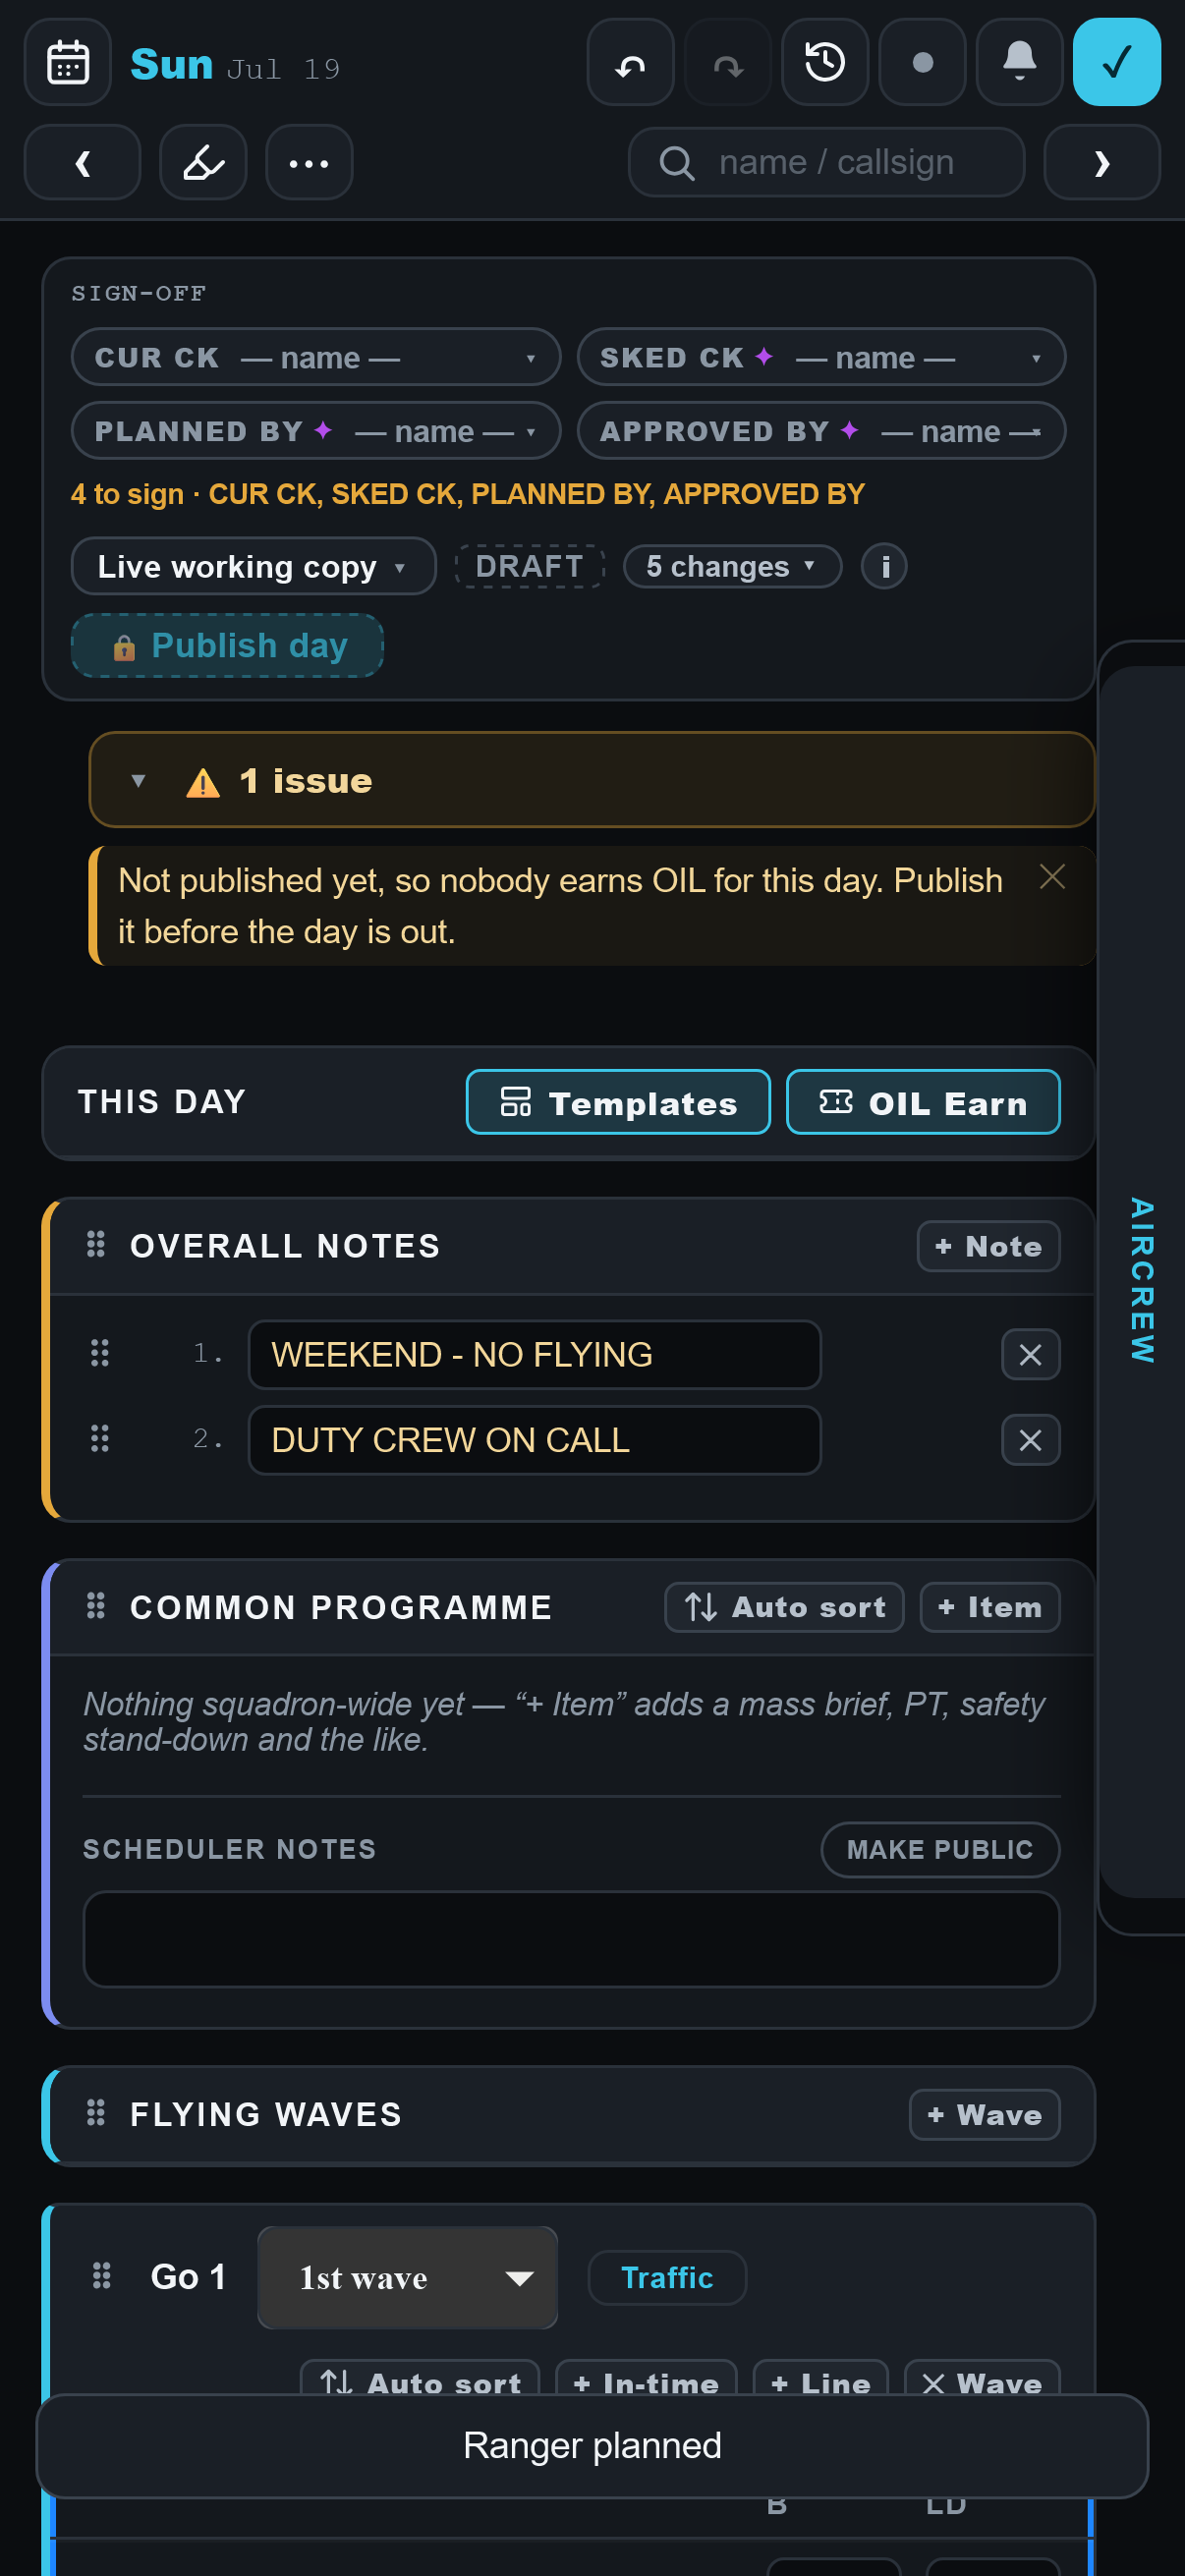 Sun Jul 19
name / callsign
SIGN-OFF
CUR CK — name —
SKED CK — name —
PLANNED BY — name —
APPROVED BY — name —
4 to sign · CUR CK, SKED CK, PLANNED BY, APPROVED BY
Live working copy DRAFT 5 changes i
Publish day
1 issue
Not published yet, so nobody earns OIL for this day. Publish
it before the day is out.
THIS DAY Templates OIL Earn
AIRCREW
OVERALL NOTES + Note
1. WEEKEND - NO FLYING
2. DUTY CREW ON CALL
COMMON PROGRAMME Auto sort + Item
Nothing squadron-wide yet — “+ Item” adds a mass brief, PT, safety
stand-down and the like.
SCHEDULER NOTES MAKE PUBLIC
FLYING WAVES + Wave
Go 1 1st wave Traffic
Auto sort + In-time + Line × Wave
Ranger planned
B LD